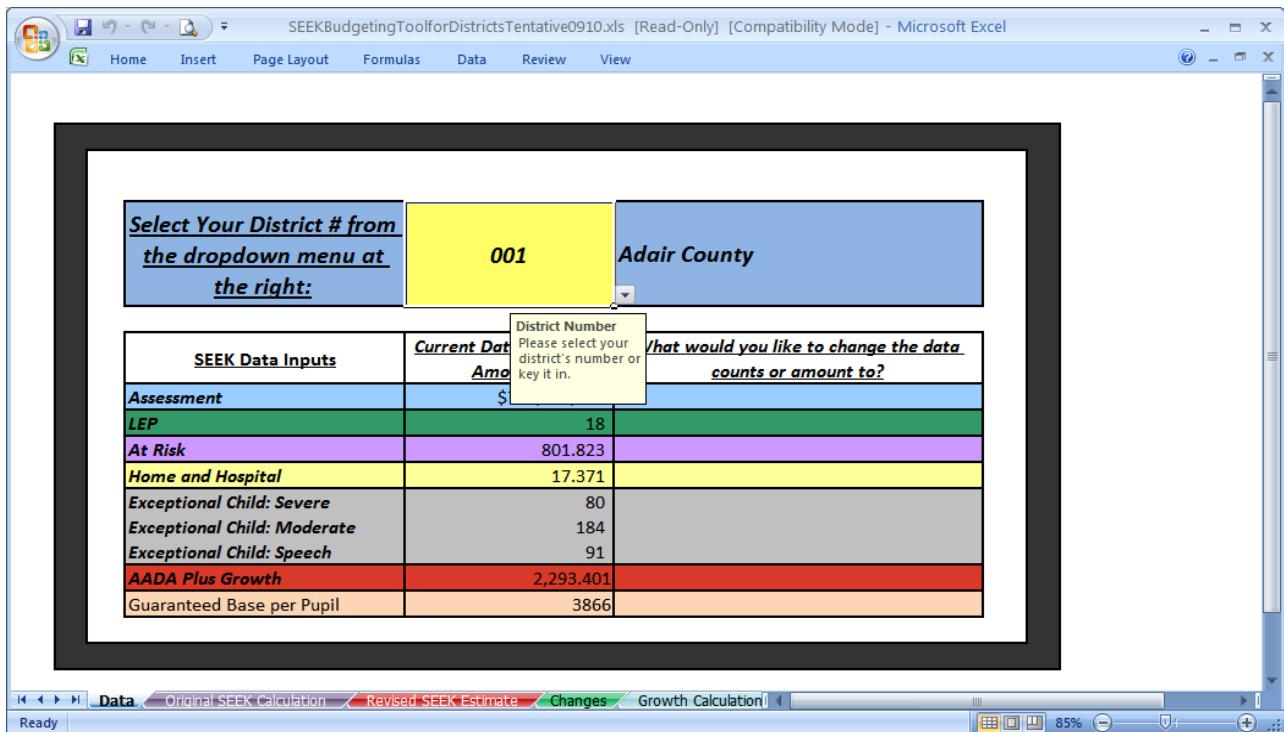 SEEKBudgetingToolforDistrictsTentative0910.xls [Read-Only] [Compatibility Mode] - Microsoft Excel
Home Insert Page Layout Formulas Data Review View
Select Your District # from
the dropdown menu at
the right:
001
Adair County
District Number
Please select your
district's number or
key it in.
SEEK Data Inputs
Current Dat
Amo
What would you like to change the data
counts or amount to?
Assessment $
LEP 18
At Risk 801.823
Home and Hospital 17.371
Exceptional Child: Severe 80
Exceptional Child: Moderate 184
Exceptional Child: Speech 91
AADA Plus Growth 2,293.401
Guaranteed Base per Pupil 3866
Data Original SEEK Calculation Revised SEEK Estimate Changes Growth Calculation
Ready 85%